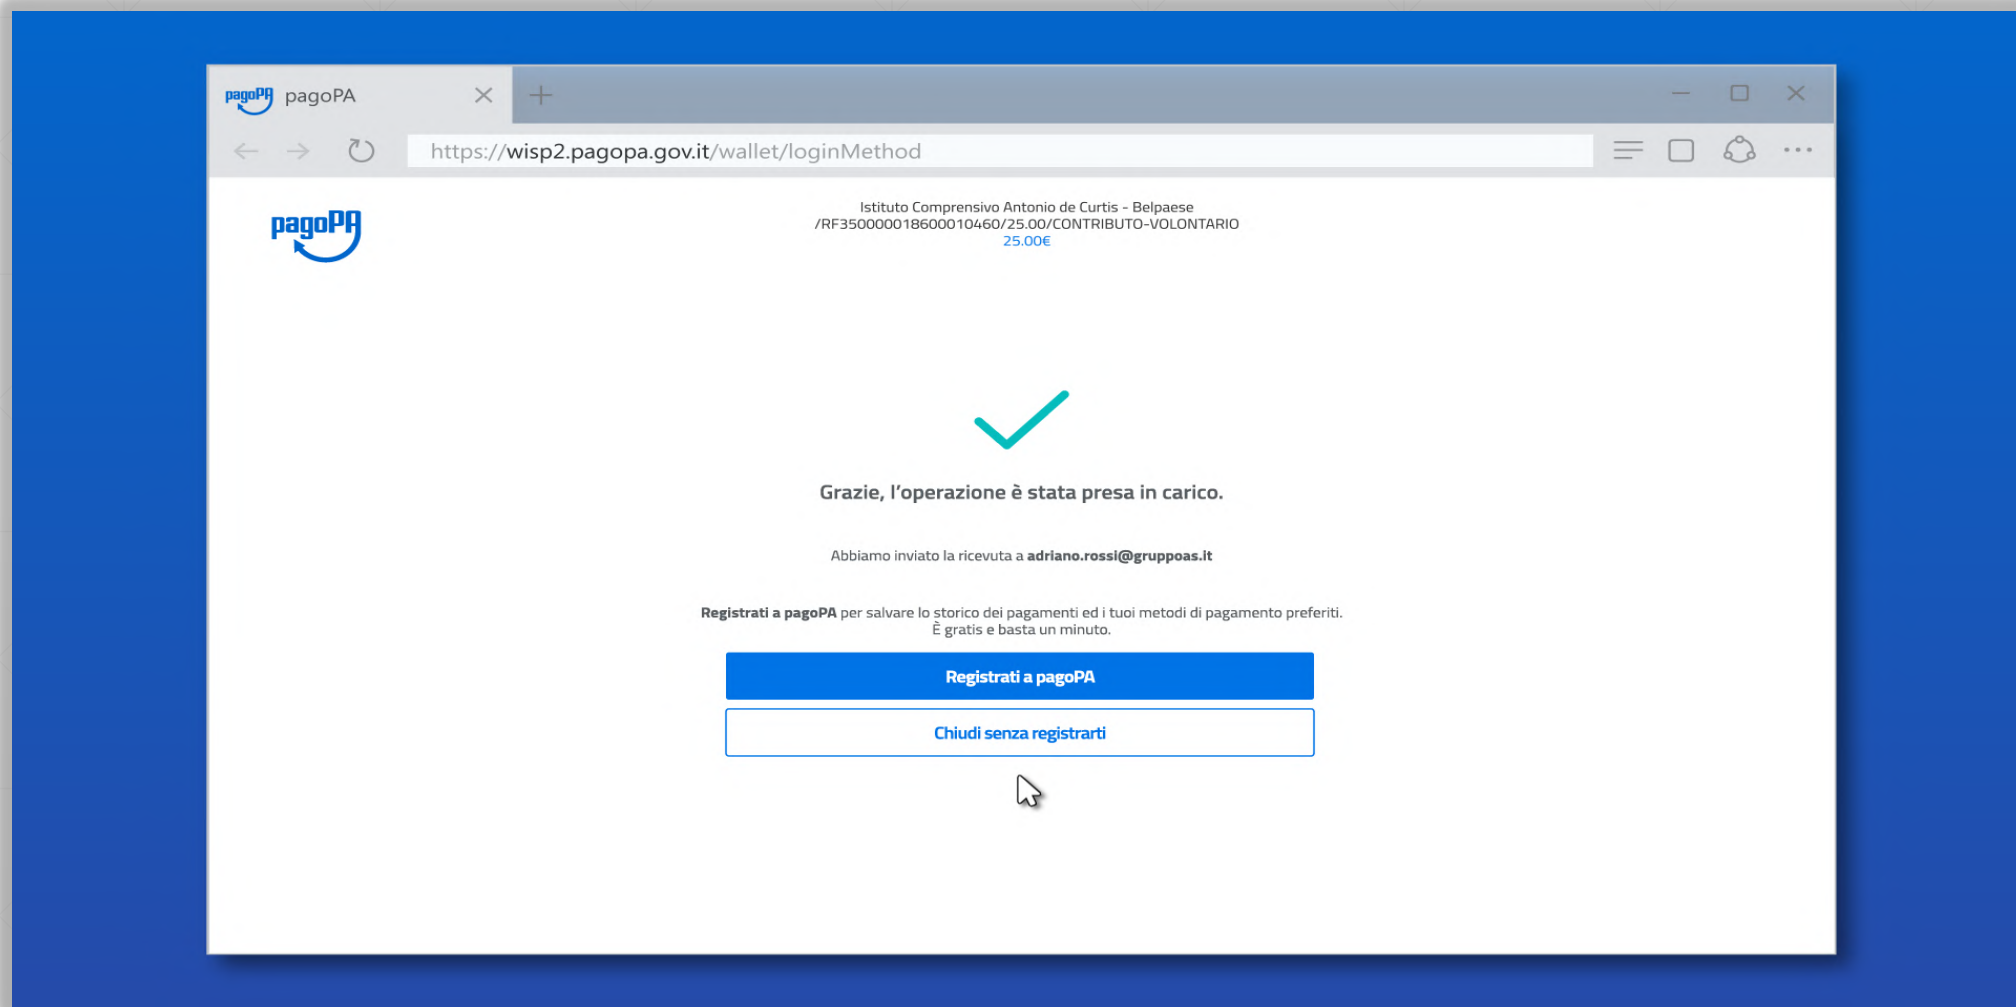 pagoPA pagoPA
https://wisp2.pagopa.gov.it/wallet/loginMethod
pagoPA
Istituto Comprensivo Antonio de Curtis - Belpaese
/RF350000018600010460/25.00/CONTRIBUTO-VOLONTARIO
25.00€
Grazie, l'operazione è stata presa in carico.
Abbiamo inviato la ricevuta a adriano.rossi@gruppoas.it
Registrati a pagoPA per salvare lo storico dei pagamenti ed i tuoi metodi di pagamento preferiti.
È gratis e basta un minuto.
Registrati a pagoPA
Chiudi senza registrarti